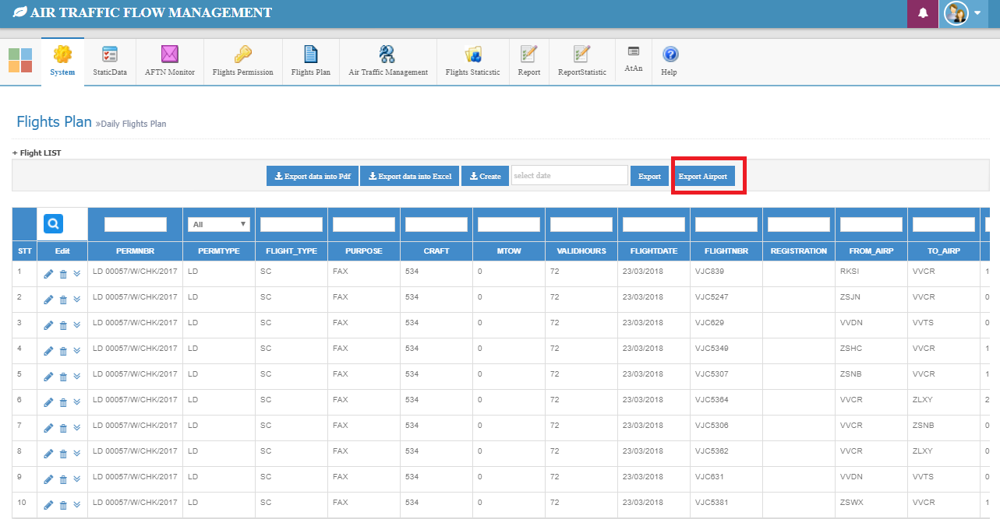 AIR TRAFFIC FLOW MANAGEMENT
System StaticData AFTN Monitor Flights Permission Flights Plan Air Traffic Management Flights Statiscstic Report ReportStatistic AtAn Help
Flights Plan »Daily Flights Plan
+ Flight LIST
Export data into Pdf Export data into Excel Create select date Export Export Airport
All
STT Edit PERMNBR PERMTYPE FLIGHT_TYPE PURPOSE CRAFT MTOW VALIDHOURS FLIGHTDATE FLIGHTNBR REGISTRATION FROM_AIRP TO_AIRP
1 LD 00057/W/CHK/2017 LD SC FAX 534 0 72 23/03/2018 VJC839 RKSI VVCR 1
2 LD 00057/W/CHK/2017 LD SC FAX 534 0 72 23/03/2018 VJC5247 ZSJN VVCR 0
3 LD 00057/W/CHK/2017 LD SC FAX 534 0 72 23/03/2018 VJC629 VVDN VVTS 0
4 LD 00057/W/CHK/2017 LD SC FAX 534 0 72 23/03/2018 VJC5349 ZSHC VVCR 1
5 LD 00057/W/CHK/2017 LD SC FAX 534 0 72 23/03/2018 VJC5307 ZSNB VVCR 1
6 LD 00057/W/CHK/2017 LD SC FAX 534 0 72 23/03/2018 VJC5364 VVCR ZLXY 2
7 LD 00057/W/CHK/2017 LD SC FAX 534 0 72 23/03/2018 VJC5306 VVCR ZSNB 0
8 LD 00057/W/CHK/2017 LD SC FAX 534 0 72 23/03/2018 VJC5362 VVCR ZLXY 0
9 LD 00057/W/CHK/2017 LD SC FAX 534 0 72 23/03/2018 VJC631 VVDN VVTS 0
10 LD 00057/W/CHK/2017 LD SC FAX 534 0 72 23/03/2018 VJC5381 ZSWX VVCR 1